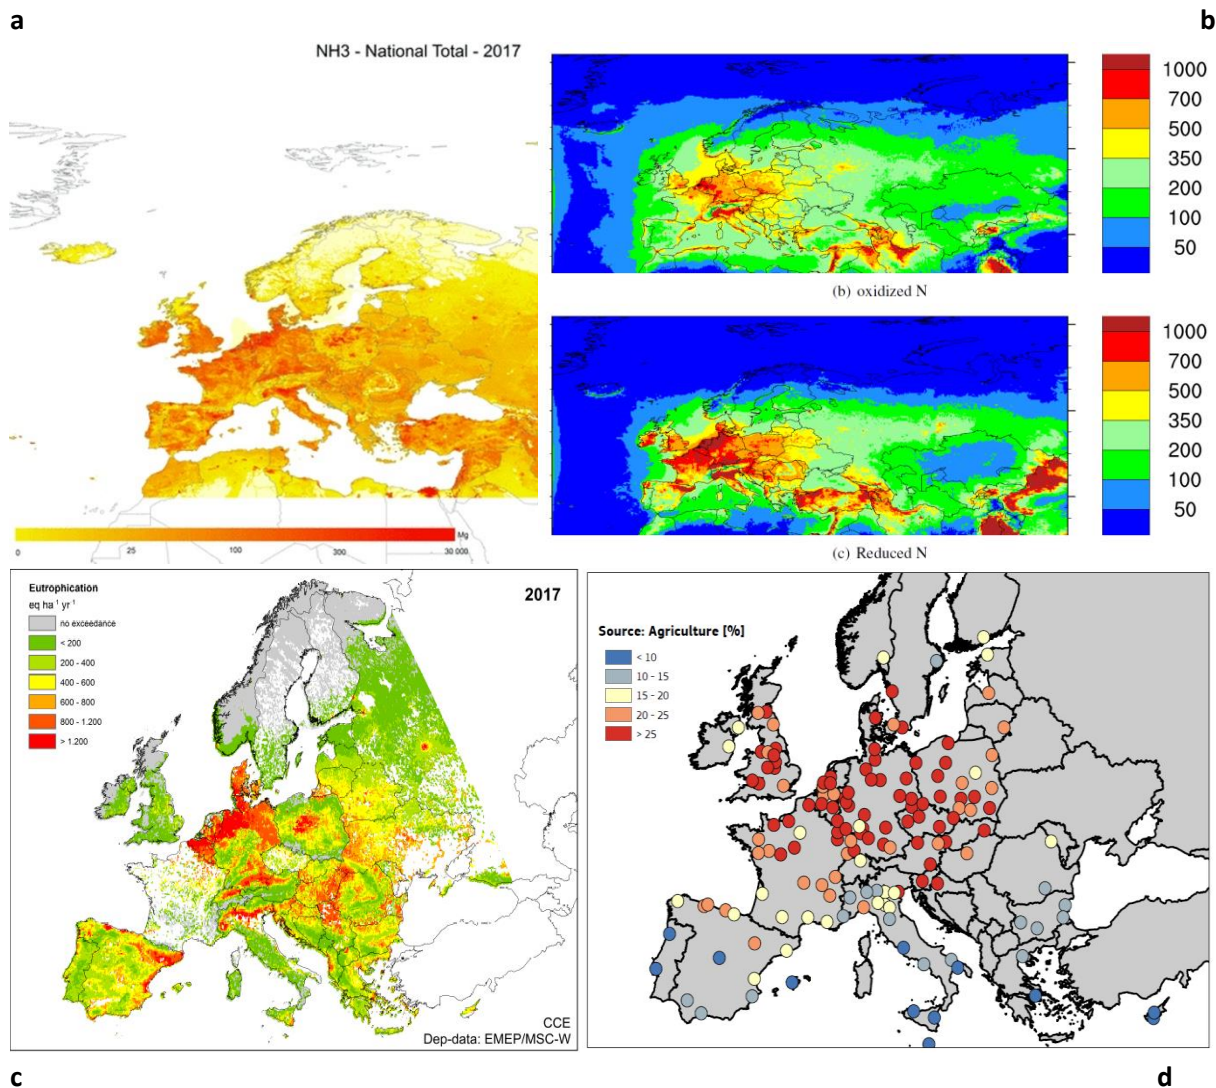 a
b
NH3 - National Total - 2017
Mg
0 25 100 300 30 000
1000
700
500
350
200
100
50
(b) oxidized N
1000
700
500
350
200
100
50
(c) Reduced N
Eutrophication
eq ha⁻¹ yr⁻¹
no exceedance
< 200
200 - 400
400 - 600
600 - 800
800 - 1.200
> 1.200
2017
CCE
Dep-data: EMEP/MSC-W
Source: Agriculture [%]
< 10
10 - 15
15 - 20
20 - 25
> 25
c
d